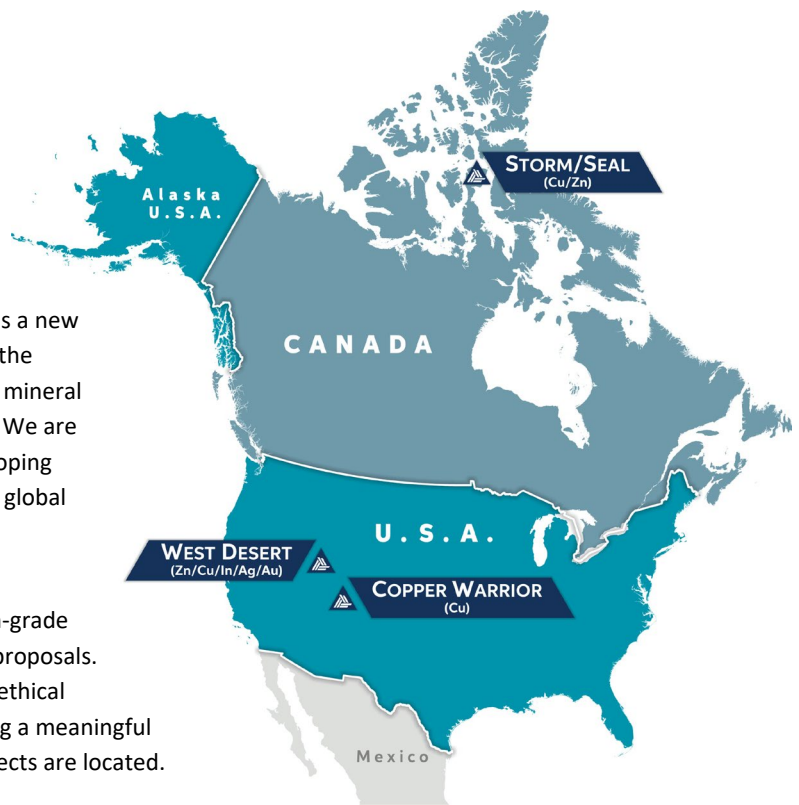 STORM/SEAL
(Cu/Zn)
Alaska
U.S.A.
s a new
the
mineral
We are
oping
global
CANADA
U.S.A.
WEST DESERT
(Zn/Cu/In/Ag/Au)
COPPER WARRIOR
(Cu)
-grade
proposals.
ethical
g a meaningful
ects are located.
Mexico